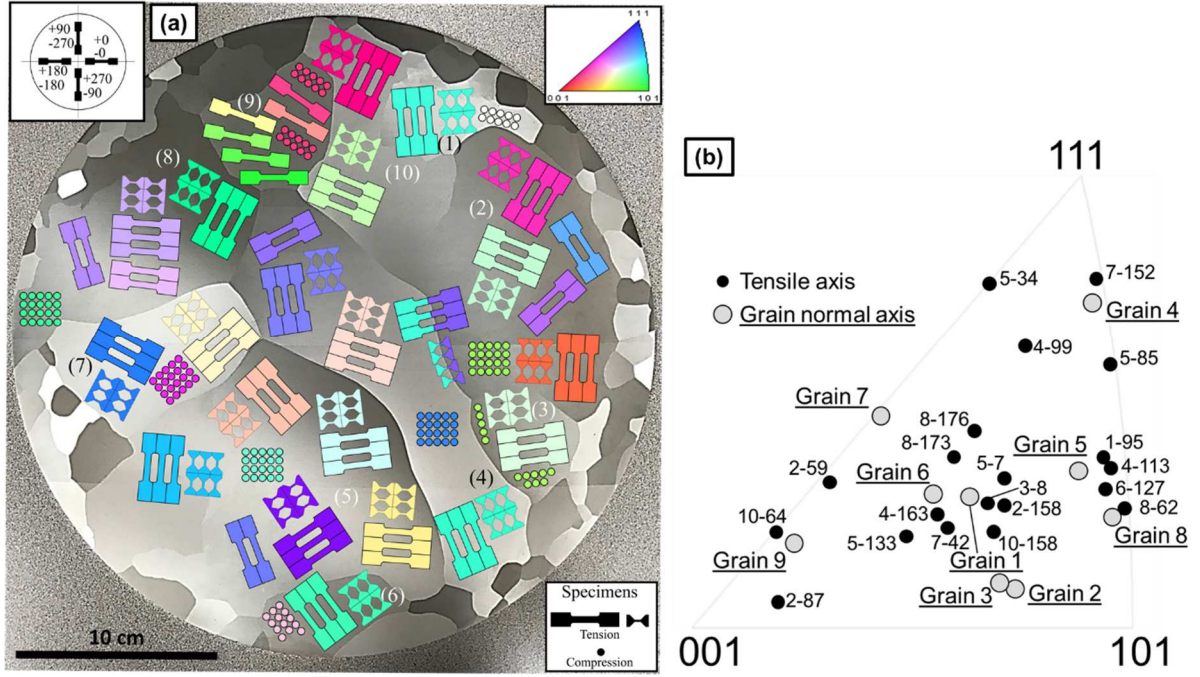 (a)
+90
-270
+0
-0
+180
-180
+270
-90
111
001
101
(9)
(1)
(8)
(10)
(2)
(7)
(3)
(4)
(5)
(6)
10 cm
Specimens
Tension
Compression
(b)
111
Tensile axis
Grain normal axis
5-34
7-152
Grain 4
4-99
5-85
Grain 7
8-176
8-173
Grain 5
1-95
2-59
Grain 6
5-7
4-113
3-8
6-127
4-163
2-158
8-62
10-64
5-133
7-42
10-158
Grain 8
Grain 9
Grain 1
2-87
Grain 3
Grain 2
001
101